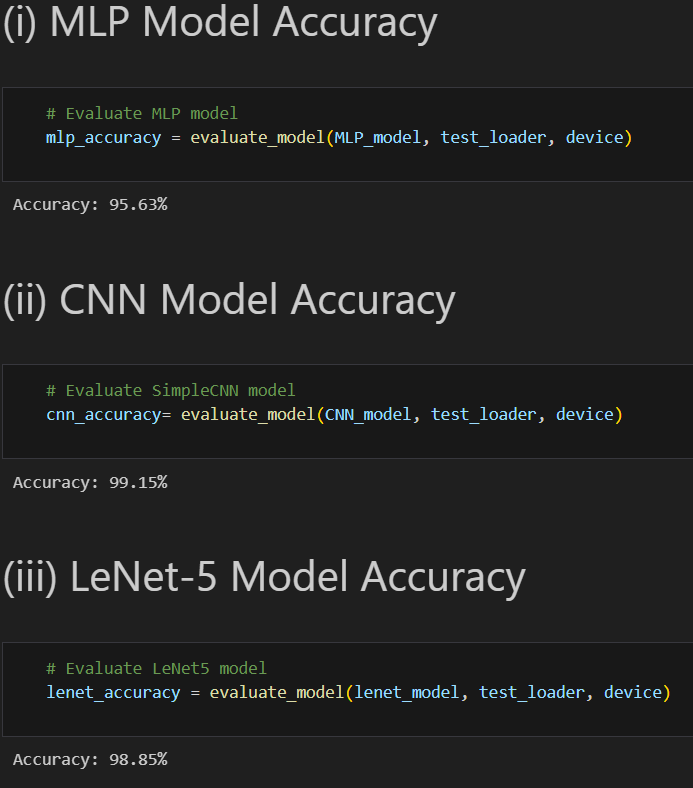 (i) MLP Model Accuracy
# Evaluate MLP model
mlp_accuracy = evaluate_model(MLP_model, test_loader, device)
Accuracy: 95.63%
(ii) CNN Model Accuracy
# Evaluate SimpleCNN model
cnn_accuracy= evaluate_model(CNN_model, test_loader, device)
Accuracy: 99.15%
(iii) LeNet-5 Model Accuracy
# Evaluate LeNet5 model
lenet_accuracy = evaluate_model(lenet_model, test_loader, device)
Accuracy: 98.85%